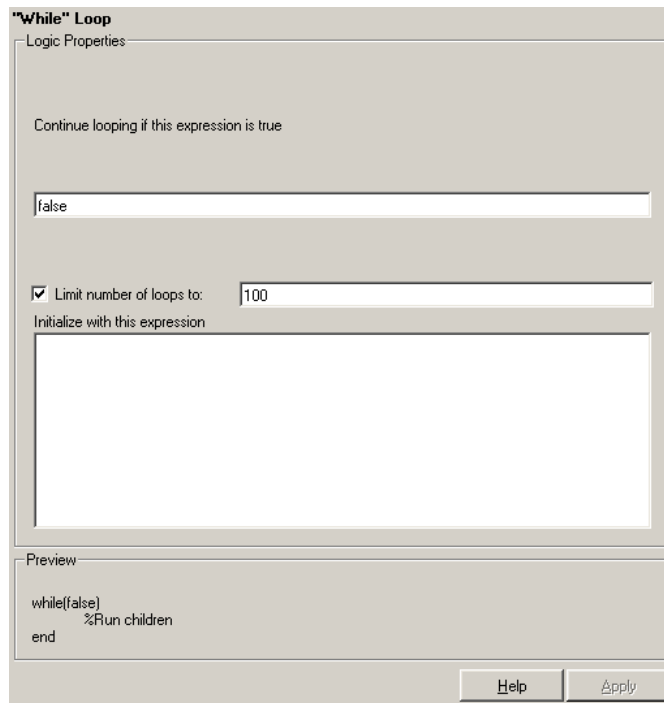 "While" Loop
Logic Properties
Continue looping if this expression is true
false
Limit number of loops to: 100
Initialize with this expression
Preview
while(false)
%Run children
end
Help Apply